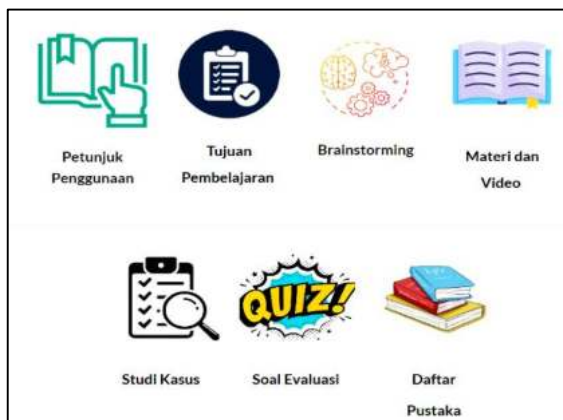 Petunjuk
Penggunaan
Tujuan
Pembelajaran
Brainstorming
Materi dan
Video
QUIZ!
Studi Kasus
Soal Evaluasi
Daftar
Pustaka